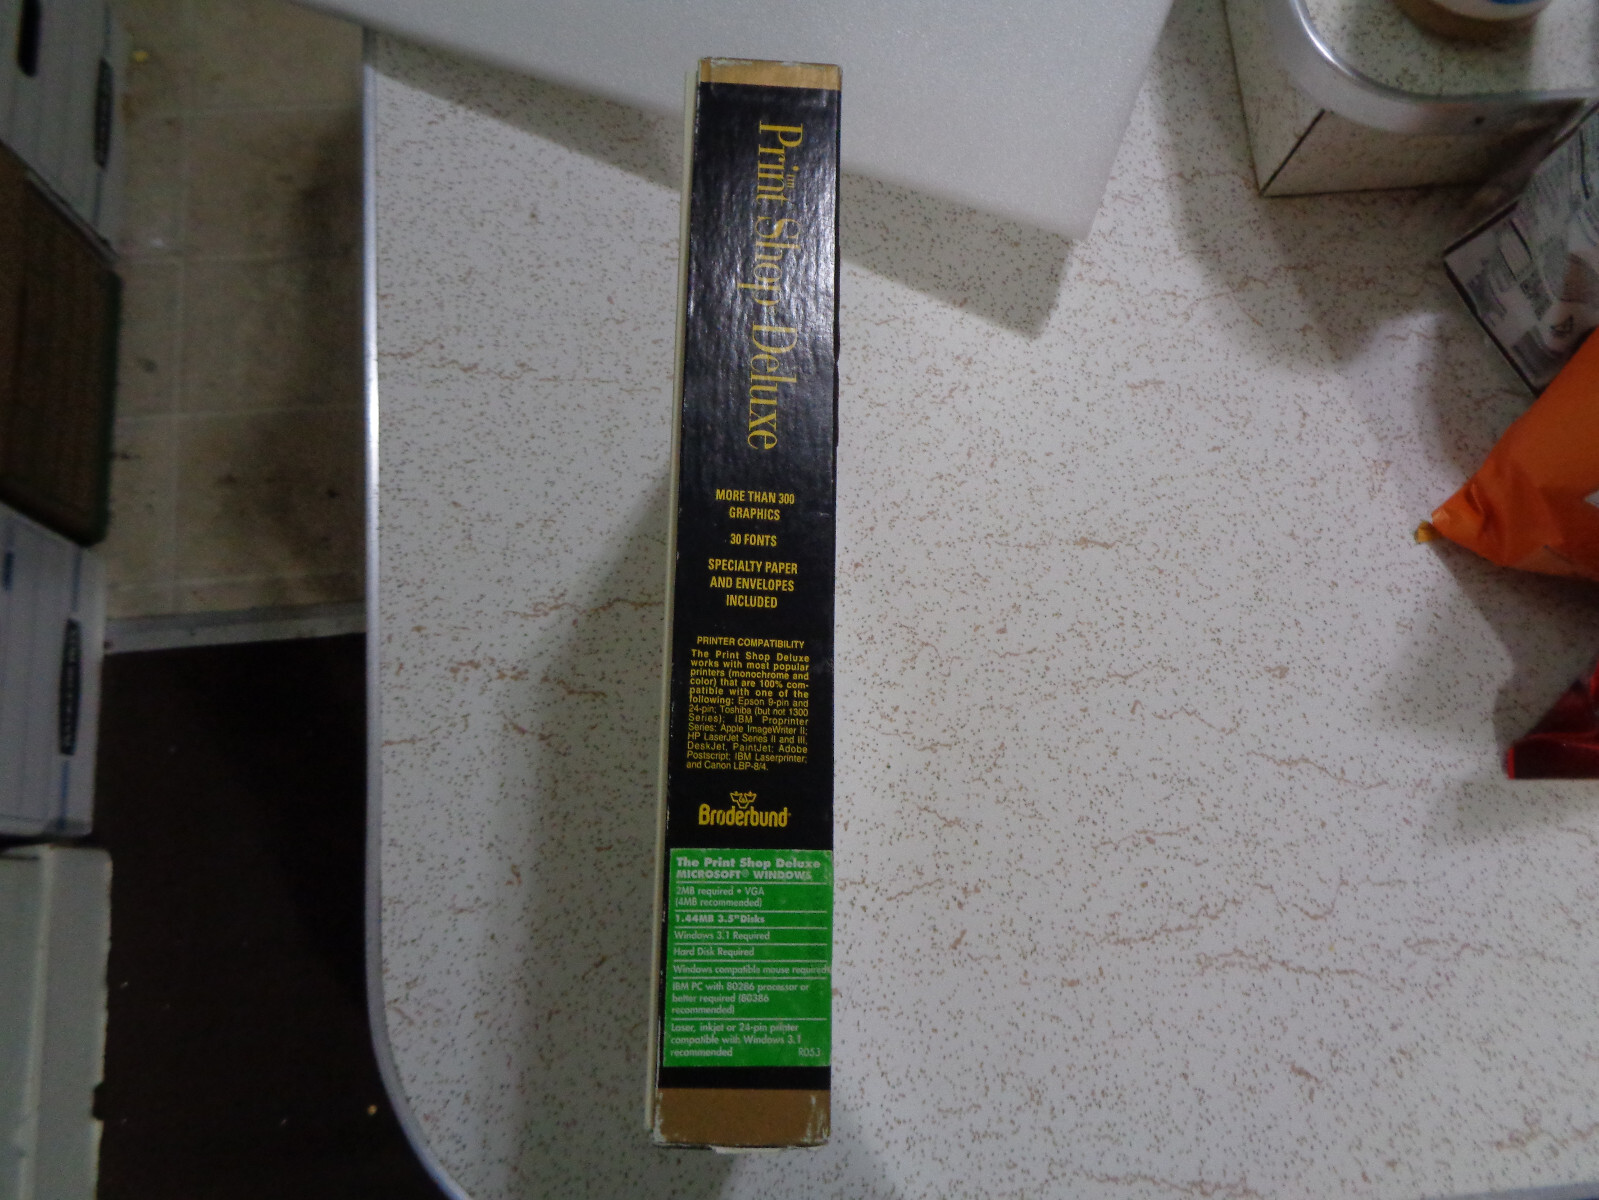 Print Shop Deluxe™
MORE THAN 300
GRAPHICS
30 FONTS
SPECIALTY PAPER
AND ENVELOPES
INCLUDED
PRINTER COMPATIBILITY
The Print Shop Deluxe
works with most popular
printers (monochrome and
color) that are 100% com-
patible with one of the
following: Epson 9-pin and
24-pin; Toshiba (but not 1300
Series); IBM Proprinter
Series; Apple ImageWriter II;
HP LaserJet Series II and III,
DeskJet, PaintJet; Adobe
Postscript; IBM Laserprinter;
and Canon LBP-8/4.
Brøderbund
The Print Shop Deluxe
MICROSOFT® WINDOWS
2MB required • VGA
(4MB recommended)
1.44MB 3.5" Disks
Windows 3.1 Required
Hard Disk Required
Windows compatible mouse required
IBM PC with 80286 processor or
better required (80386
recommended)
Laser, inkjet or 24-pin printer
compatible with Windows 3.1
recommended R053